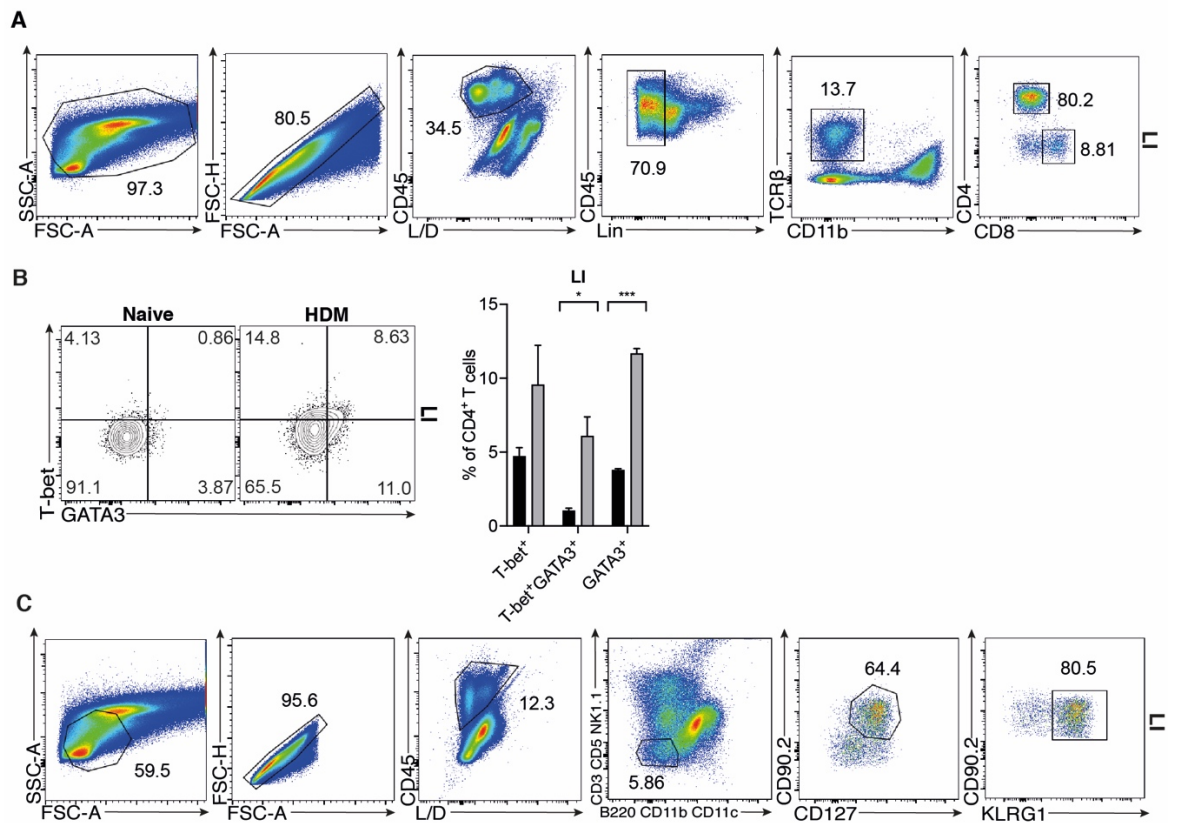 A
SSC-A
FSC-A
97.3
FSC-H
FSC-A
80.5
CD45
L/D
34.5
CD45
Lin
70.9
TCRβ
CD11b
13.7
CD4
CD8
80.2
8.81
LI
B
Naive
HDM
4.13
0.86
91.1
3.87
14.8
8.63
65.5
11.0
T-bet
GATA3
LI
LI
* ***
15
10
5
0
% of CD4⁺ T cells
T-bet⁺
T-bet⁺GATA3⁺
GATA3⁺
C
SSC-A
FSC-A
59.5
FSC-H
FSC-A
95.6
CD45
L/D
12.3
CD3 CD5 NK1.1
B220 CD11b CD11c
5.86
CD90.2
CD127
64.4
CD90.2
KLRG1
80.5
LI